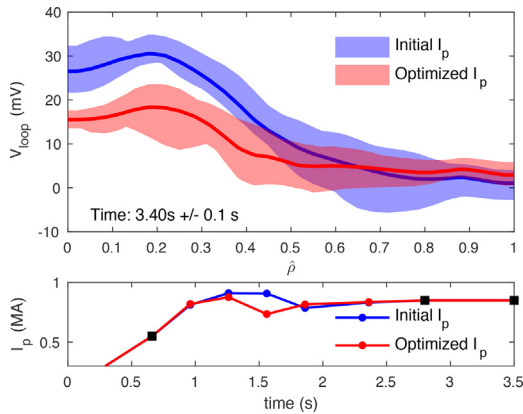 40
30
20
10
0
-10
V_loop (mV)
Initial I_p
Optimized I_p
Time: 3.40s +/- 0.1 s
0 0.1 0.2 0.3 0.4 0.5 0.6 0.7 0.8 0.9 1
ρ̂
1
0.5
I_p (MA)
Initial I_p
Optimized I_p
0 0.5 1 1.5 2 2.5 3 3.5
time (s)